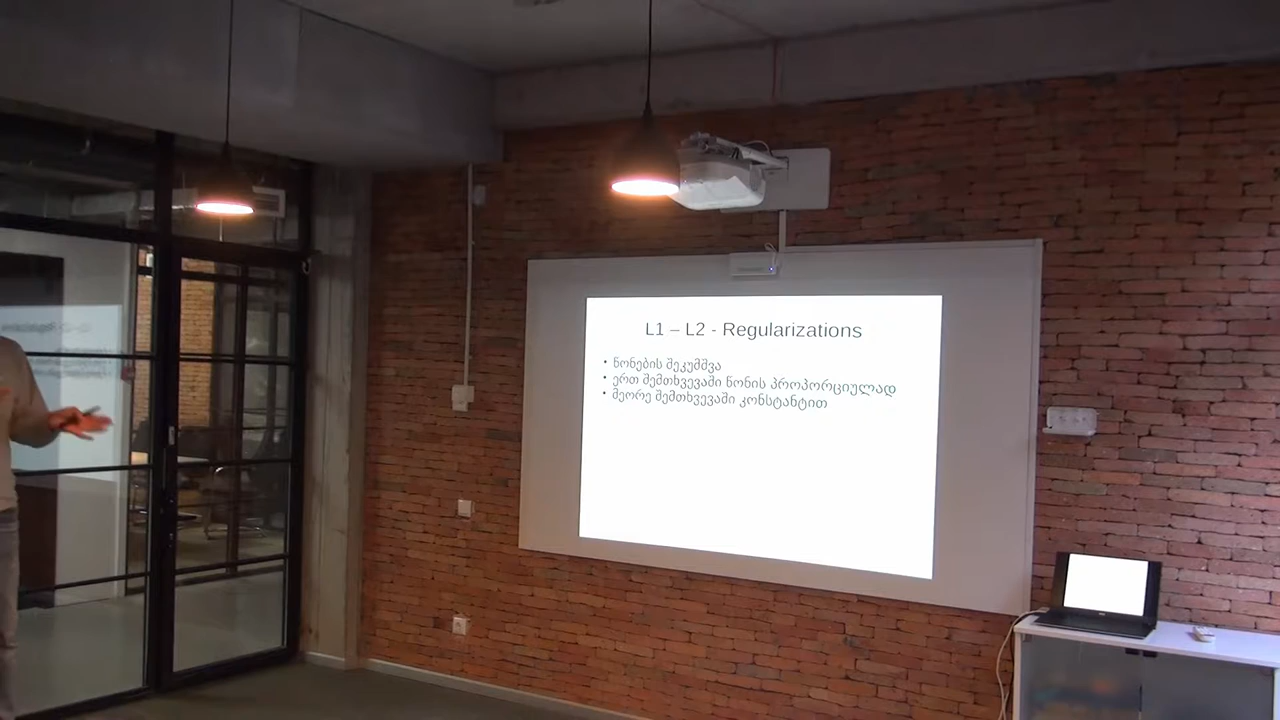 L1 – L2 - Regularizations
• წონების შეკუმშვა
• ერთ შემთხვევაში წონის პროპორციულად
• მეორე შემთხვევაში კონსტანტით